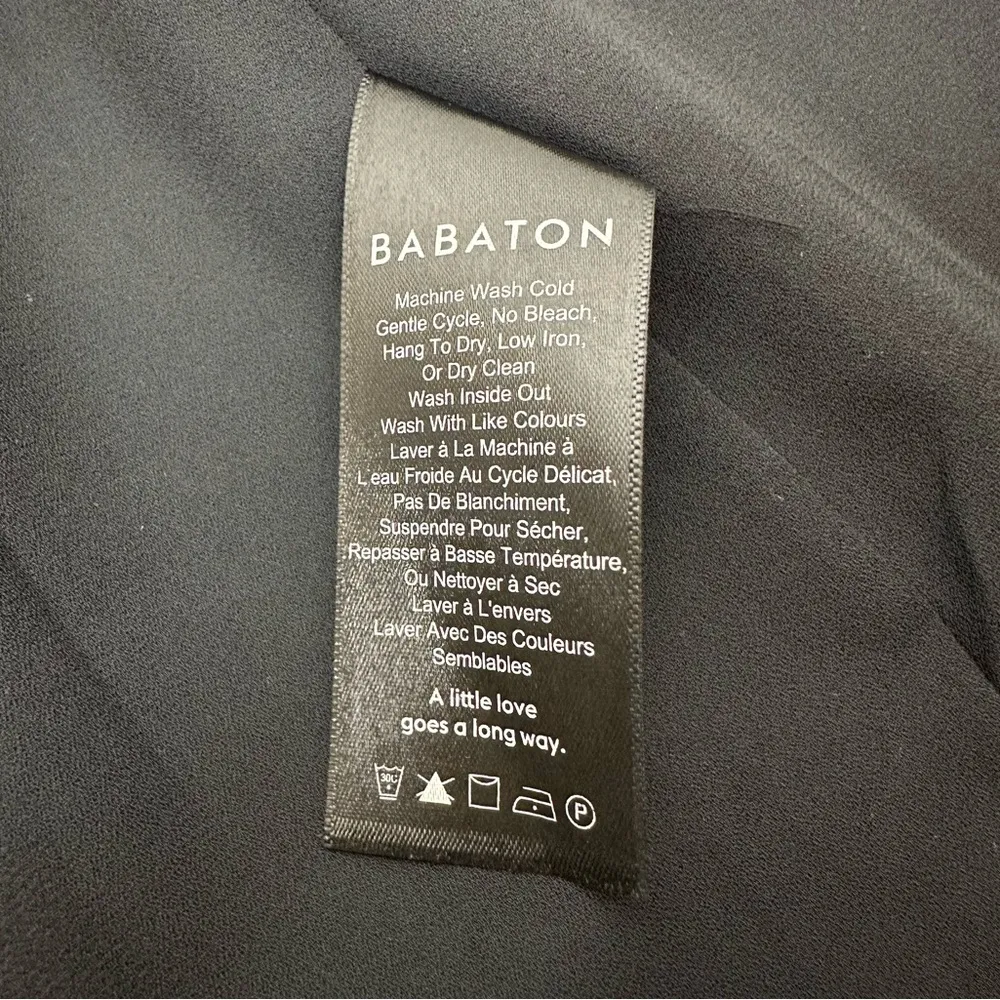 BABATON
Machine Wash Cold
Gentle Cycle, No Bleach,
Hang To Dry, Low Iron,
Or Dry Clean
Wash Inside Out
Wash With Like Colours
Laver à La Machine à
L'eau Froide Au Cycle Délicat,
Pas De Blanchiment,
Suspendre Pour Sécher,
Repasser à Basse Température,
Ou Nettoyer à Sec
Laver à L'envers
Laver Avec Des Couleurs
Semblables
A little love
goes a long way.
30C P